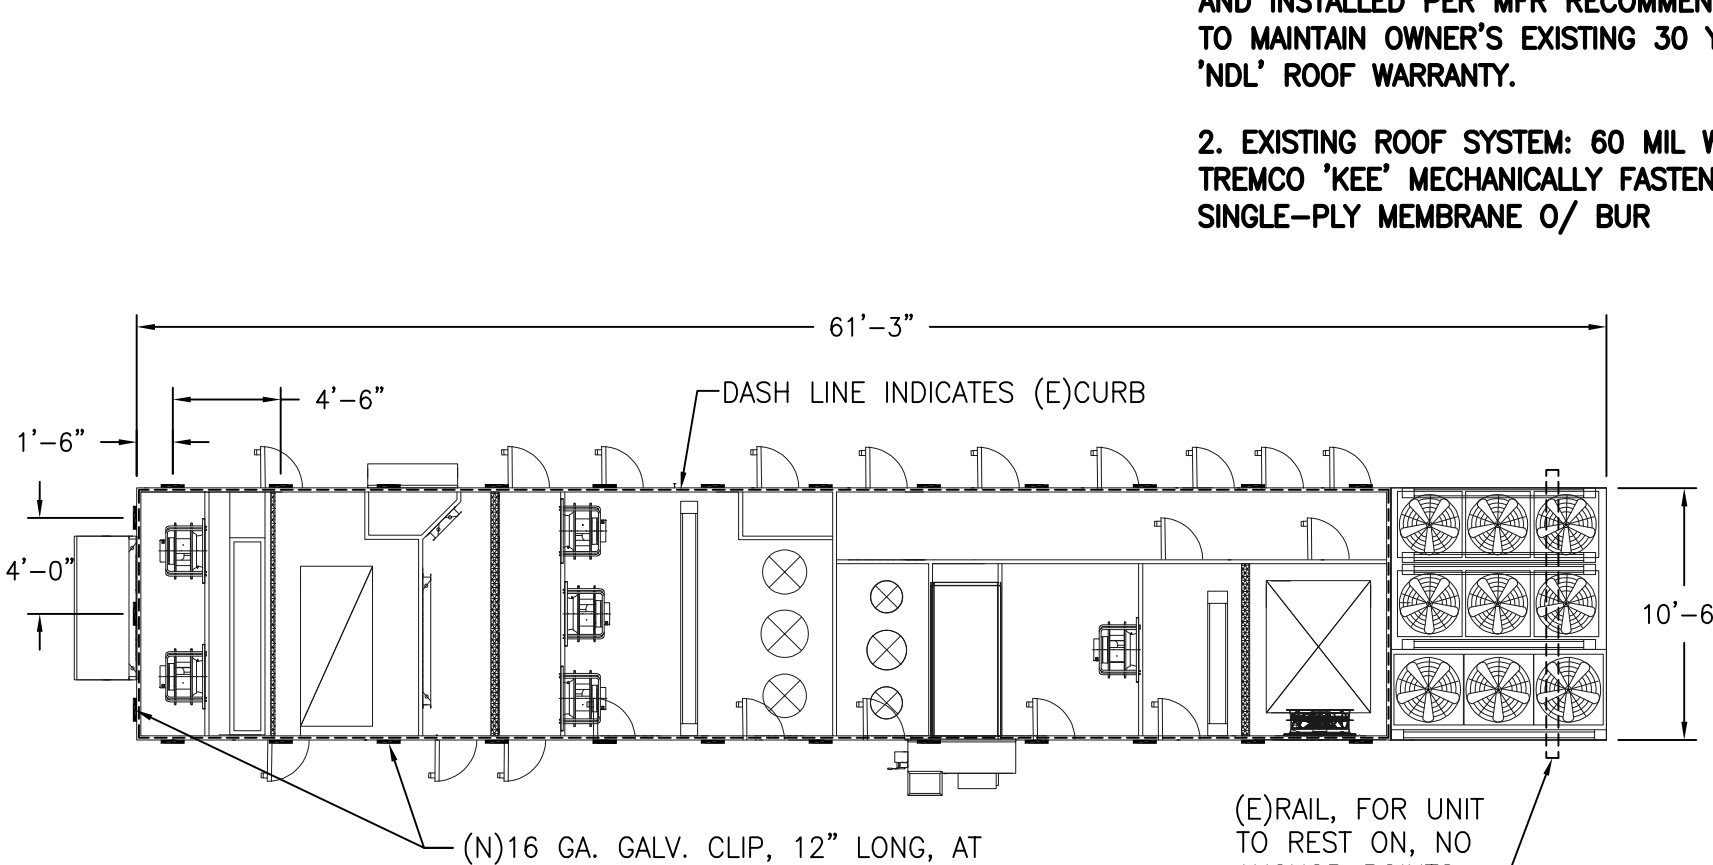 AND INSTALLED PER MFR
TO MAINTAIN OWNER'S EXISTING 30
'NDL' ROOF WARRANTY.
2. EXISTING ROOF SYSTEM: 60 MIL
TREMCO 'KEE' MECHANICALLY
SINGLE-PLY MEMBRANE O/ BUR
61'-3"
4'-6"
DASH LINE INDICATES (E)CURB
1'-6"
4'-0"
10'-6
(E)RAIL, FOR UNIT
TO REST ON, NO
(N)16 GA. GALV. CLIP, 12" LONG, AT